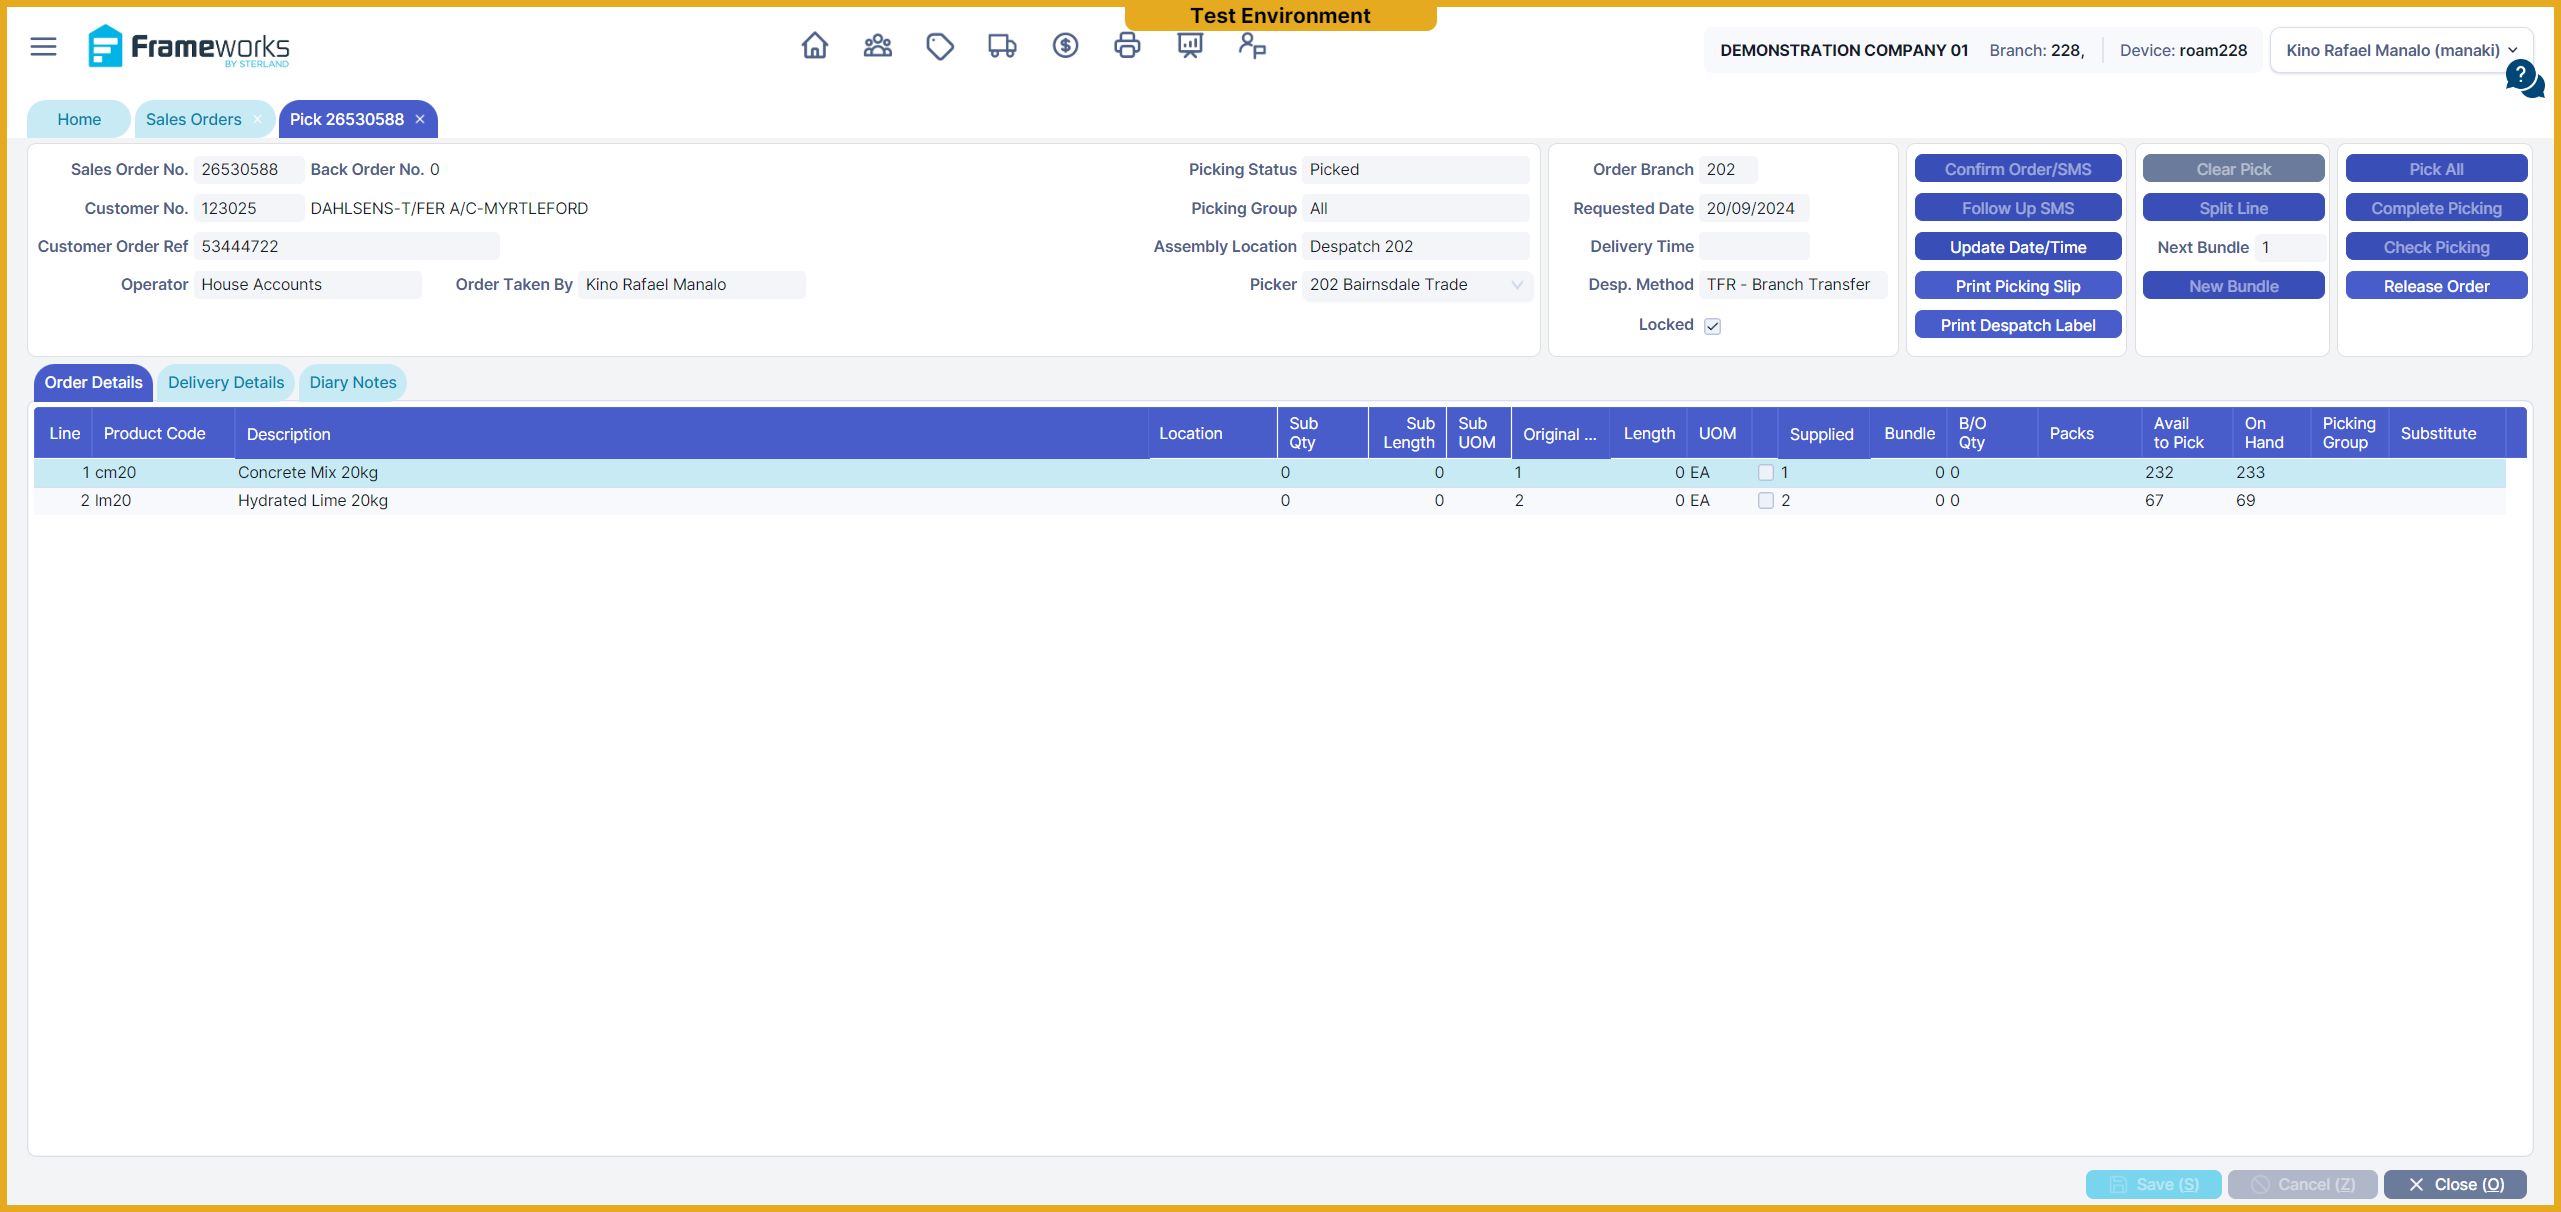 Test Environment
Frameworks
BY STERLAND
DEMONSTRATION COMPANY 01 Branch: 228, Device: roam228
Kino Rafael Manalo (manaki)
?
Home
Sales Orders ×
Pick 26530588 ×
Sales Order No. 26530588 Back Order No. 0
Customer No. 123025 DAHLSENS-T/FER A/C-MYRTLEFORD
Customer Order Ref 53444722
Operator House Accounts Order Taken By Kino Rafael Manalo
Picking Status Picked
Picking Group All
Assembly Location Despatch 202
Picker 202 Bairnsdale Trade
Order Branch 202
Requested Date 20/09/2024
Delivery Time
Desp. Method TFR - Branch Transfer
Locked
Confirm Order/SMS
Follow Up SMS
Update Date/Time
Print Picking Slip
Print Despatch Label
Clear Pick
Split Line
Next Bundle 1
New Bundle
Pick All
Complete Picking
Check Picking
Release Order
Order Details
Delivery Details
Diary Notes
Line Product Code Description Location Sub Qty Sub Length Sub UOM Original ... Length UOM Supplied Bundle B/O Qty Packs Avail to Pick On Hand Picking Group Substitute
1 cm20 Concrete Mix 20kg 0 0 1 0 EA 1 0 0 232 233
2 lm20 Hydrated Lime 20kg 0 0 2 0 EA 2 0 0 67 69
Save (S)
Cancel (Z)
Close (O)